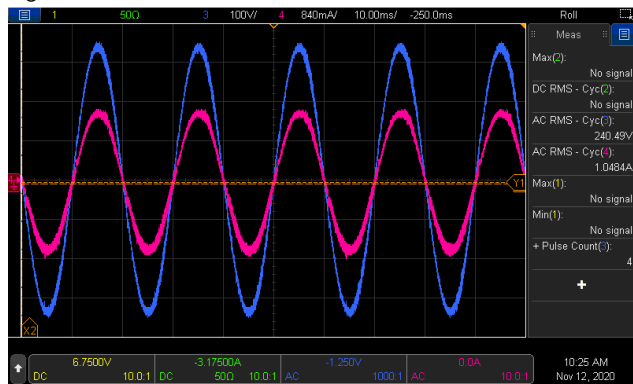 1 50Ω 3 100V/ 4 840mA/ 10.00ms/ -250.0ms Roll
Meas
Max(2):
No signal
DC RMS - Cyc(2):
No signal
AC RMS - Cyc(3):
240.49V
AC RMS - Cyc(4):
1.0484A
Max(1):
No signal
Min(1):
No signal
+ Pulse Count(3):
4
+
Y1
X2
6.7500V -3.17500A -1.250V 0.0A
DC 10.0:1 DC 50Ω 10.0:1 AC 1000:1 AC 10.0:1
10:25 AM
Nov 12, 2020